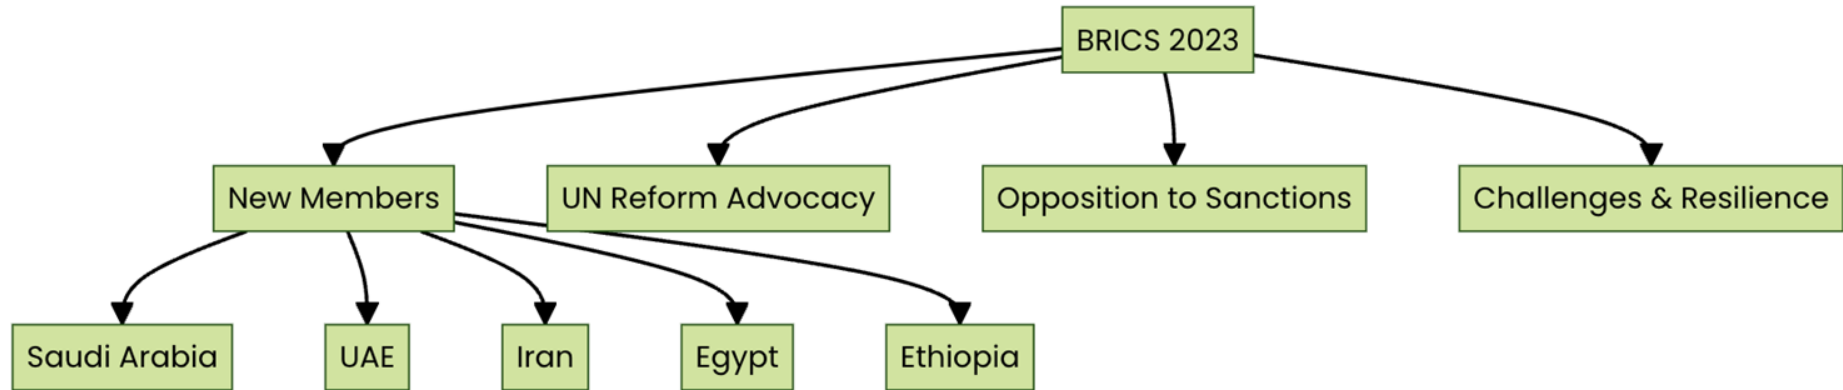 BRICS 2023
New Members
UN Reform Advocacy
Opposition to Sanctions
Challenges & Resilience
Saudi Arabia
UAE
Iran
Egypt
Ethiopia